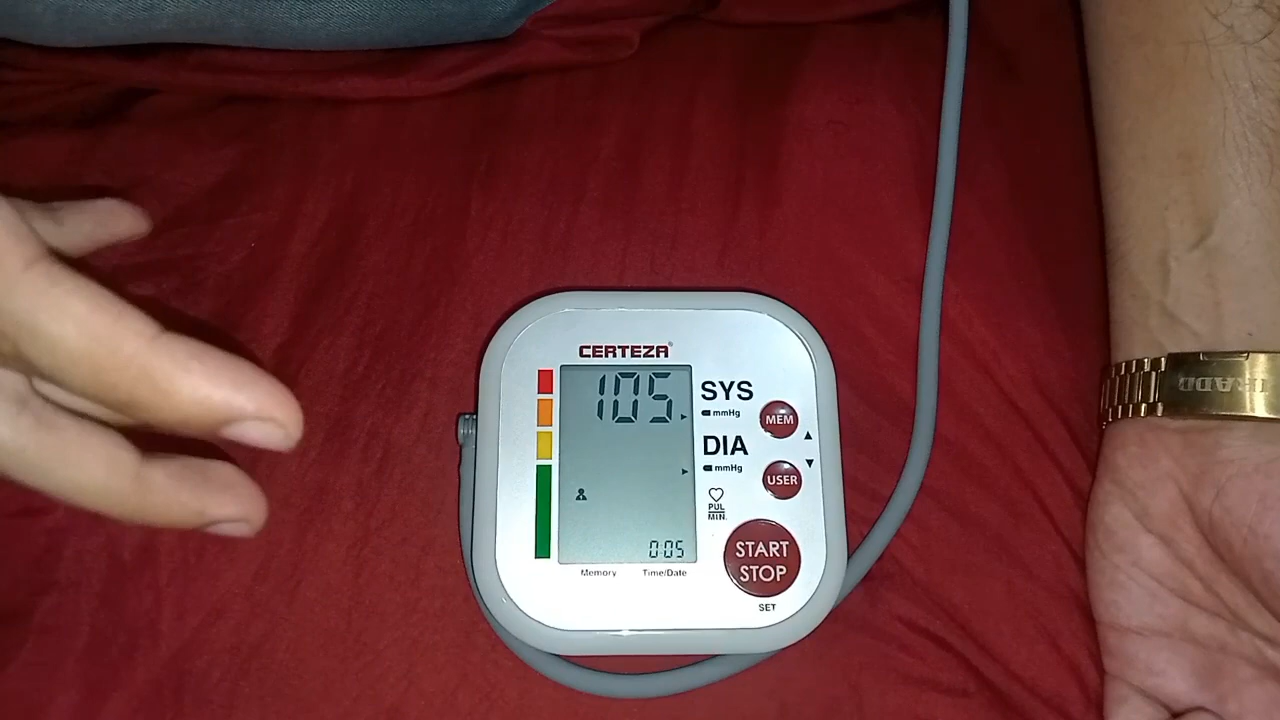 CERTEZA®
105
SYS
mmHg
MEM
DIA
mmHg
USER
PUL
MIN.
START
STOP
0:05
Memory
Time/Date
SET